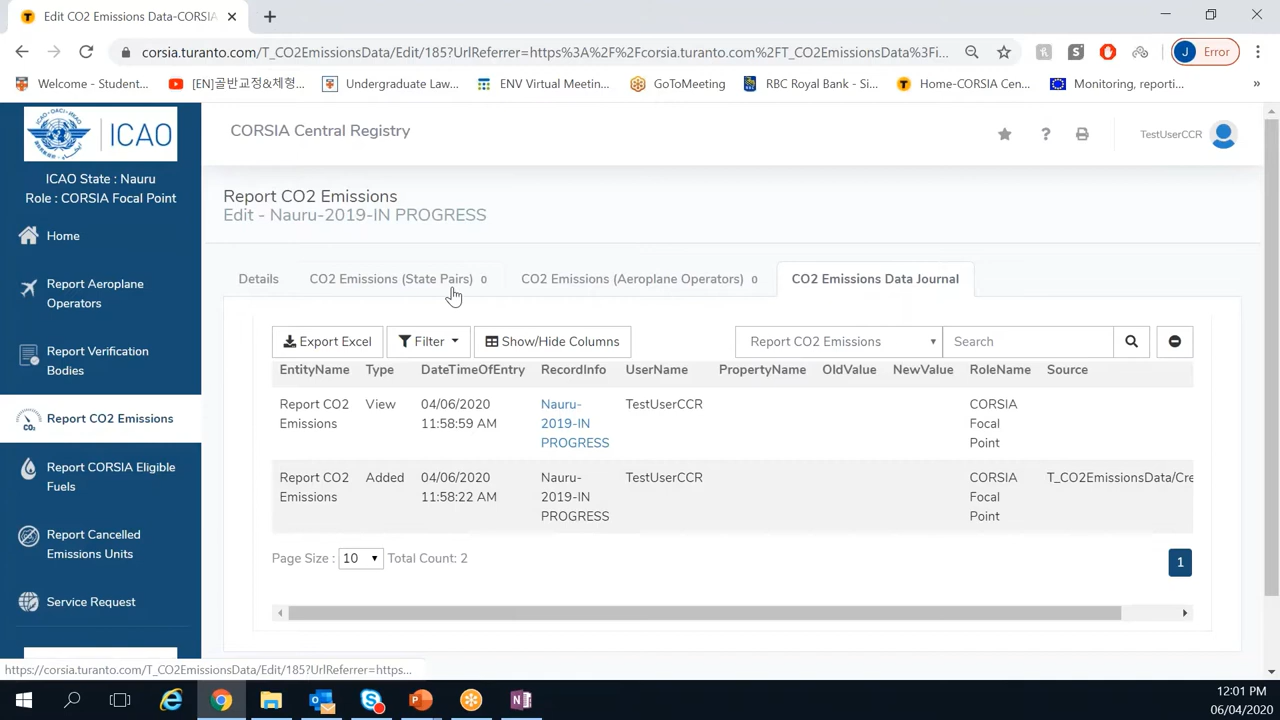 Edit CO2 Emissions Data-CORSIA
corsia.turanto.com/T_CO2EmissionsData/Edit/185?UrlReferrer=https%3A%2F%2Fcorsia.turanto.com%2FT_CO2EmissionsData%3Fi...
J Error
Welcome - Student...
[EN]골반교정&체형...
Undergraduate Law...
ENV Virtual Meetin...
GoToMeeting
RBC Royal Bank - Si...
Home-CORSIA Cen...
Monitoring, reporti...
»
OACI · ICAO
ICAO
CORSIA Central Registry
TestUserCCR
ICAO State : Nauru
Role : CORSIA Focal Point
Home
Report Aeroplane
Operators
Report Verification
Bodies
Report CO2 Emissions
Report CORSIA Eligible
Fuels
Report Cancelled
Emissions Units
Service Request
Report CO2 Emissions
Edit - Nauru-2019-IN PROGRESS
Details
CO2 Emissions (State Pairs) 0
CO2 Emissions (Aeroplane Operators) 0
CO2 Emissions Data Journal
Export Excel
Filter
Show/Hide Columns
Report CO2 Emissions
Search
EntityName Type DateTimeOfEntry RecordInfo UserName PropertyName OldValue NewValue RoleName Source
Report CO2 View 04/06/2020 Nauru- TestUserCCR CORSIA
Emissions 11:58:59 AM 2019-IN Focal
PROGRESS Point
Report CO2 Added 04/06/2020 Nauru- TestUserCCR CORSIA T_CO2EmissionsData/Cre
Emissions 11:58:22 AM 2019-IN Focal
PROGRESS Point
Page Size : 10 Total Count: 2
1
https://corsia.turanto.com/T_CO2EmissionsData/Edit/185?UrlReferrer=https...
12:01 PM
06/04/2020